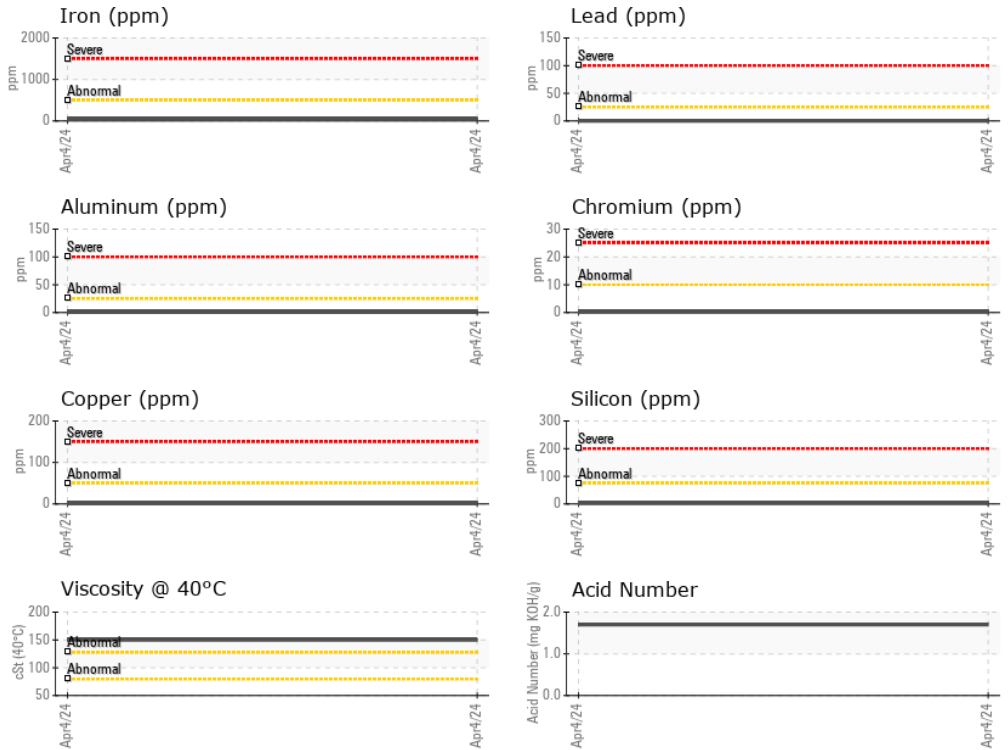 Iron (ppm)
2000
1000
0
ppm
Severe
Abnormal
Apr4/24
Apr4/24
Lead (ppm)
150
100
50
0
ppm
Severe
Abnormal
Apr4/24
Apr4/24
Aluminum (ppm)
150
100
50
0
ppm
Severe
Abnormal
Apr4/24
Apr4/24
Chromium (ppm)
30
20
10
0
ppm
Severe
Abnormal
Apr4/24
Apr4/24
Copper (ppm)
200
100
0
ppm
Severe
Abnormal
Apr4/24
Apr4/24
Silicon (ppm)
300
200
100
0
ppm
Severe
Abnormal
Apr4/24
Apr4/24
Viscosity @ 40°C
200
150
100
50
cSt (40°C)
Abnormal
Abnormal
Apr4/24
Apr4/24
Acid Number
2.0
1.0
0.0
Acid Number (mg KOH/g)
Apr4/24
Apr4/24